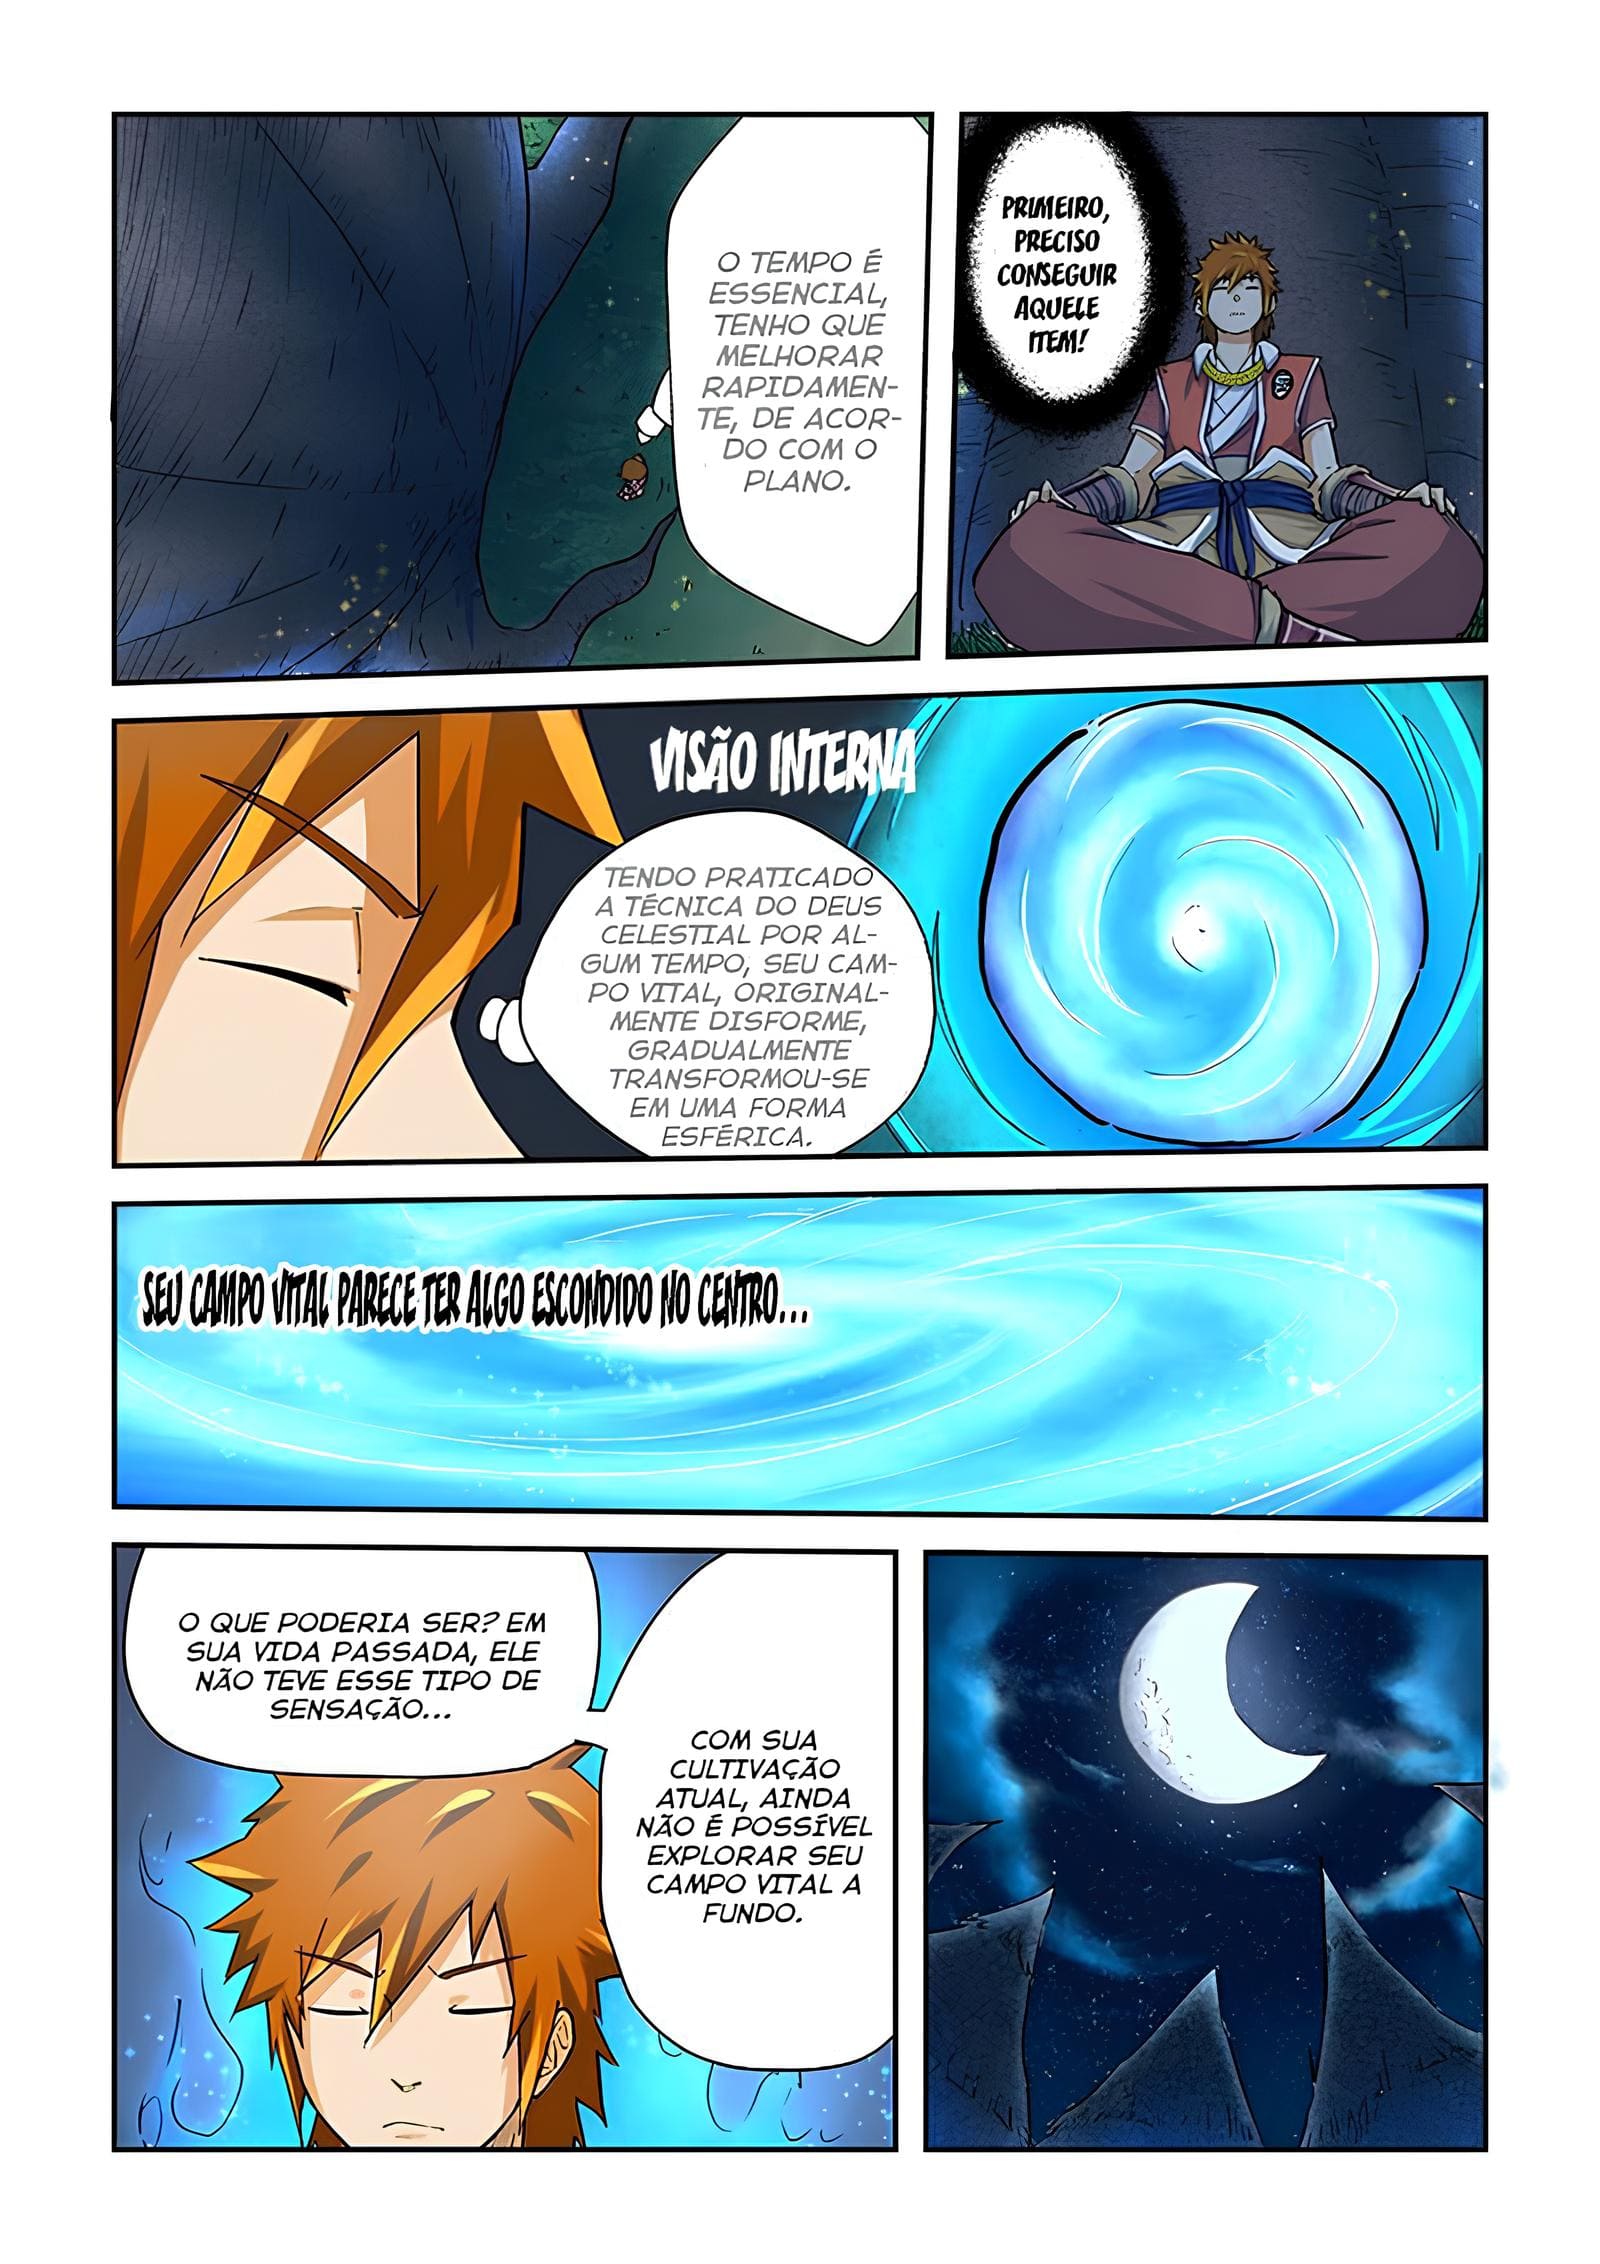 O TEMPO É
ESSENCIAL,
TENHO QUE
MELHORAR
RAPIDAMEN-
TE, DE ACOR-
DO COM O
PLANO.
PRIMEIRO,
PRECISO
CONSEGUIR
AQUELE
ITEM!
VISÃO INTERNA
TENDO PRATICADO
A TÉCNICA DO DEUS
CELESTIAL POR AL-
GUM TEMPO, SEU CAM-
PO VITAL, ORIGINAL-
MENTE DISFORME,
GRADUALMENTE
TRANSFORMOU-SE
EM UMA FORMA
ESFÉRICA.
SEU CAMPO VITAL PARECE TER ALGO ESCONDIDO NO CENTRO...
O QUE PODERIA SER? EM
SUA VIDA PASSADA, ELE
NÃO TEVE ESSE TIPO DE
SENSAÇÃO...
COM SUA
CULTIVAÇÃO
ATUAL, AINDA
NÃO É POSSÍVEL
EXPLORAR SEU
CAMPO VITAL A
FUNDO.